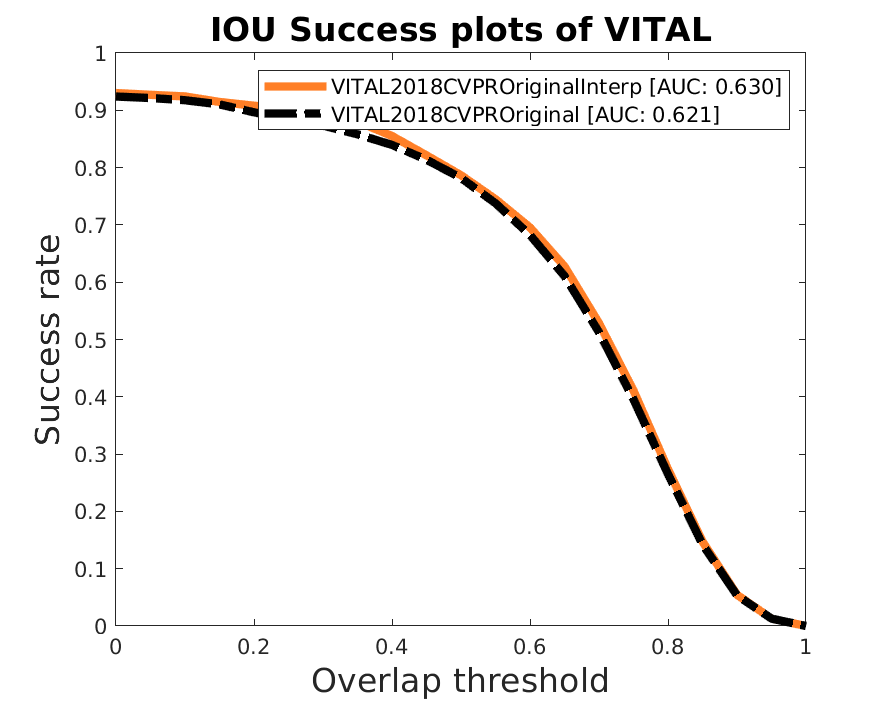 IOU Success plots of VITAL
VITAL2018CVPROriginalInterp [AUC: 0.630]
VITAL2018CVPROriginal [AUC: 0.621]
Success rate
1
0.9
0.8
0.7
0.6
0.5
0.4
0.3
0.2
0.1
0
0 0.2 0.4 0.6 0.8 1
Overlap threshold